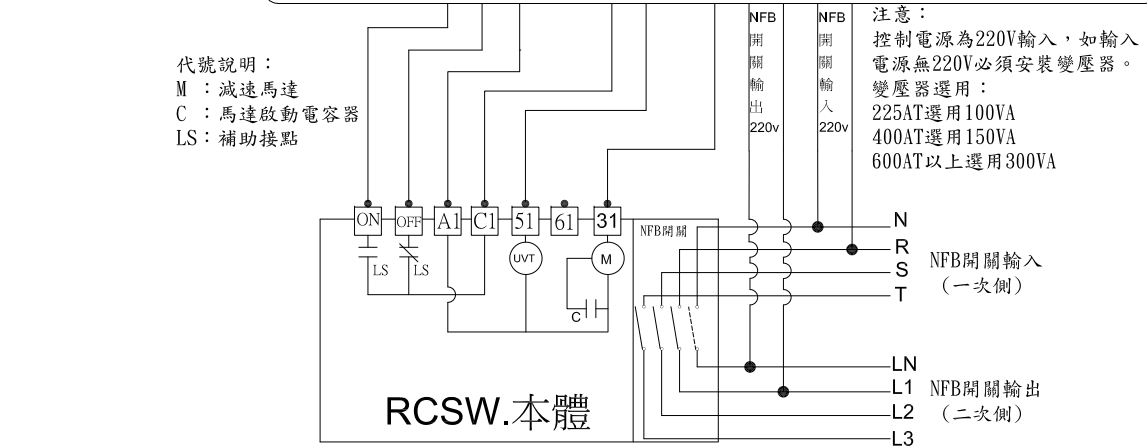 代號說明：
M ：減速馬達
C ：馬達啟動電容器
LS：補助接點
NFB
開
關
輸
出
220v
NFB
開
關
輸
入
220v
注意：
控制電源為220V輸入，如輸入
電源無220V必須安裝變壓器。
變壓器選用：
225AT選用100VA
400AT選用150VA
600AT以上選用300VA
ON
OFF
A1
C1
51
61
31
NFB開關
LS
LS
UVT
M
C
N
R
S
T
NFB開關輸入
(一次側)
LN
L1
L2
L3
NFB開關輸出
(二次側)
RCSW.本體